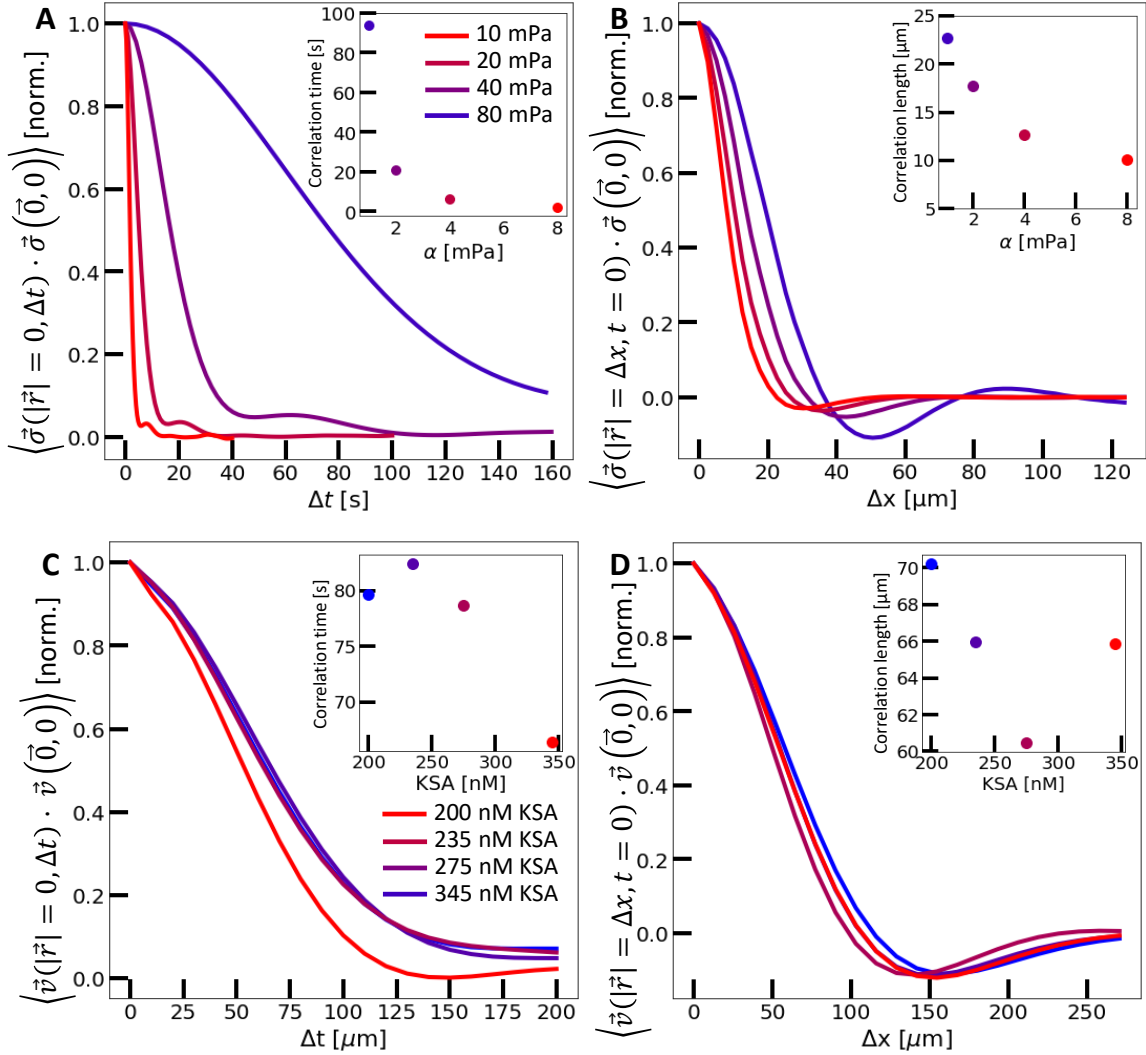 A
⟨σ⃗(|r⃗| = 0, Δt) · σ⃗(0⃗, 0)⟩ [norm.]
1.0
0.8
0.6
0.4
0.2
0.0
0 20 40 60 80 100 120 140 160
Δt [s]
Correlation time [s]
100
80
60
40
20
0
2 4 6 8
α [mPa]
10 mPa
20 mPa
40 mPa
80 mPa
B
⟨σ⃗(|r⃗| = Δx, t = 0) · σ⃗(0⃗, 0)⟩ [norm.]
1.0
0.8
0.6
0.4
0.2
0.0
0 20 40 60 80 100 120
Δx [μm]
Correlation length [μm]
25
20
15
10
5
2 4 6 8
α [mPa]
C
⟨v⃗(|r⃗| = 0, Δt) · v⃗(0⃗, 0)⟩ [norm.]
1.0
0.8
0.6
0.4
0.2
0.0
0 25 50 75 100 125 150 175 200
Δt [μm]
Correlation time [s]
80
75
70
200 250 300 350
KSA [nM]
200 nM KSA
235 nM KSA
275 nM KSA
345 nM KSA
D
⟨v⃗(|r⃗| = Δx, t = 0) · v⃗(0⃗, 0)⟩ [norm.]
1.0
0.8
0.6
0.4
0.2
0.0
0 50 100 150 200 250
Δx [μm]
Correlation length [μm]
70
68
66
64
62
60
200 250 300 350
KSA [nM]